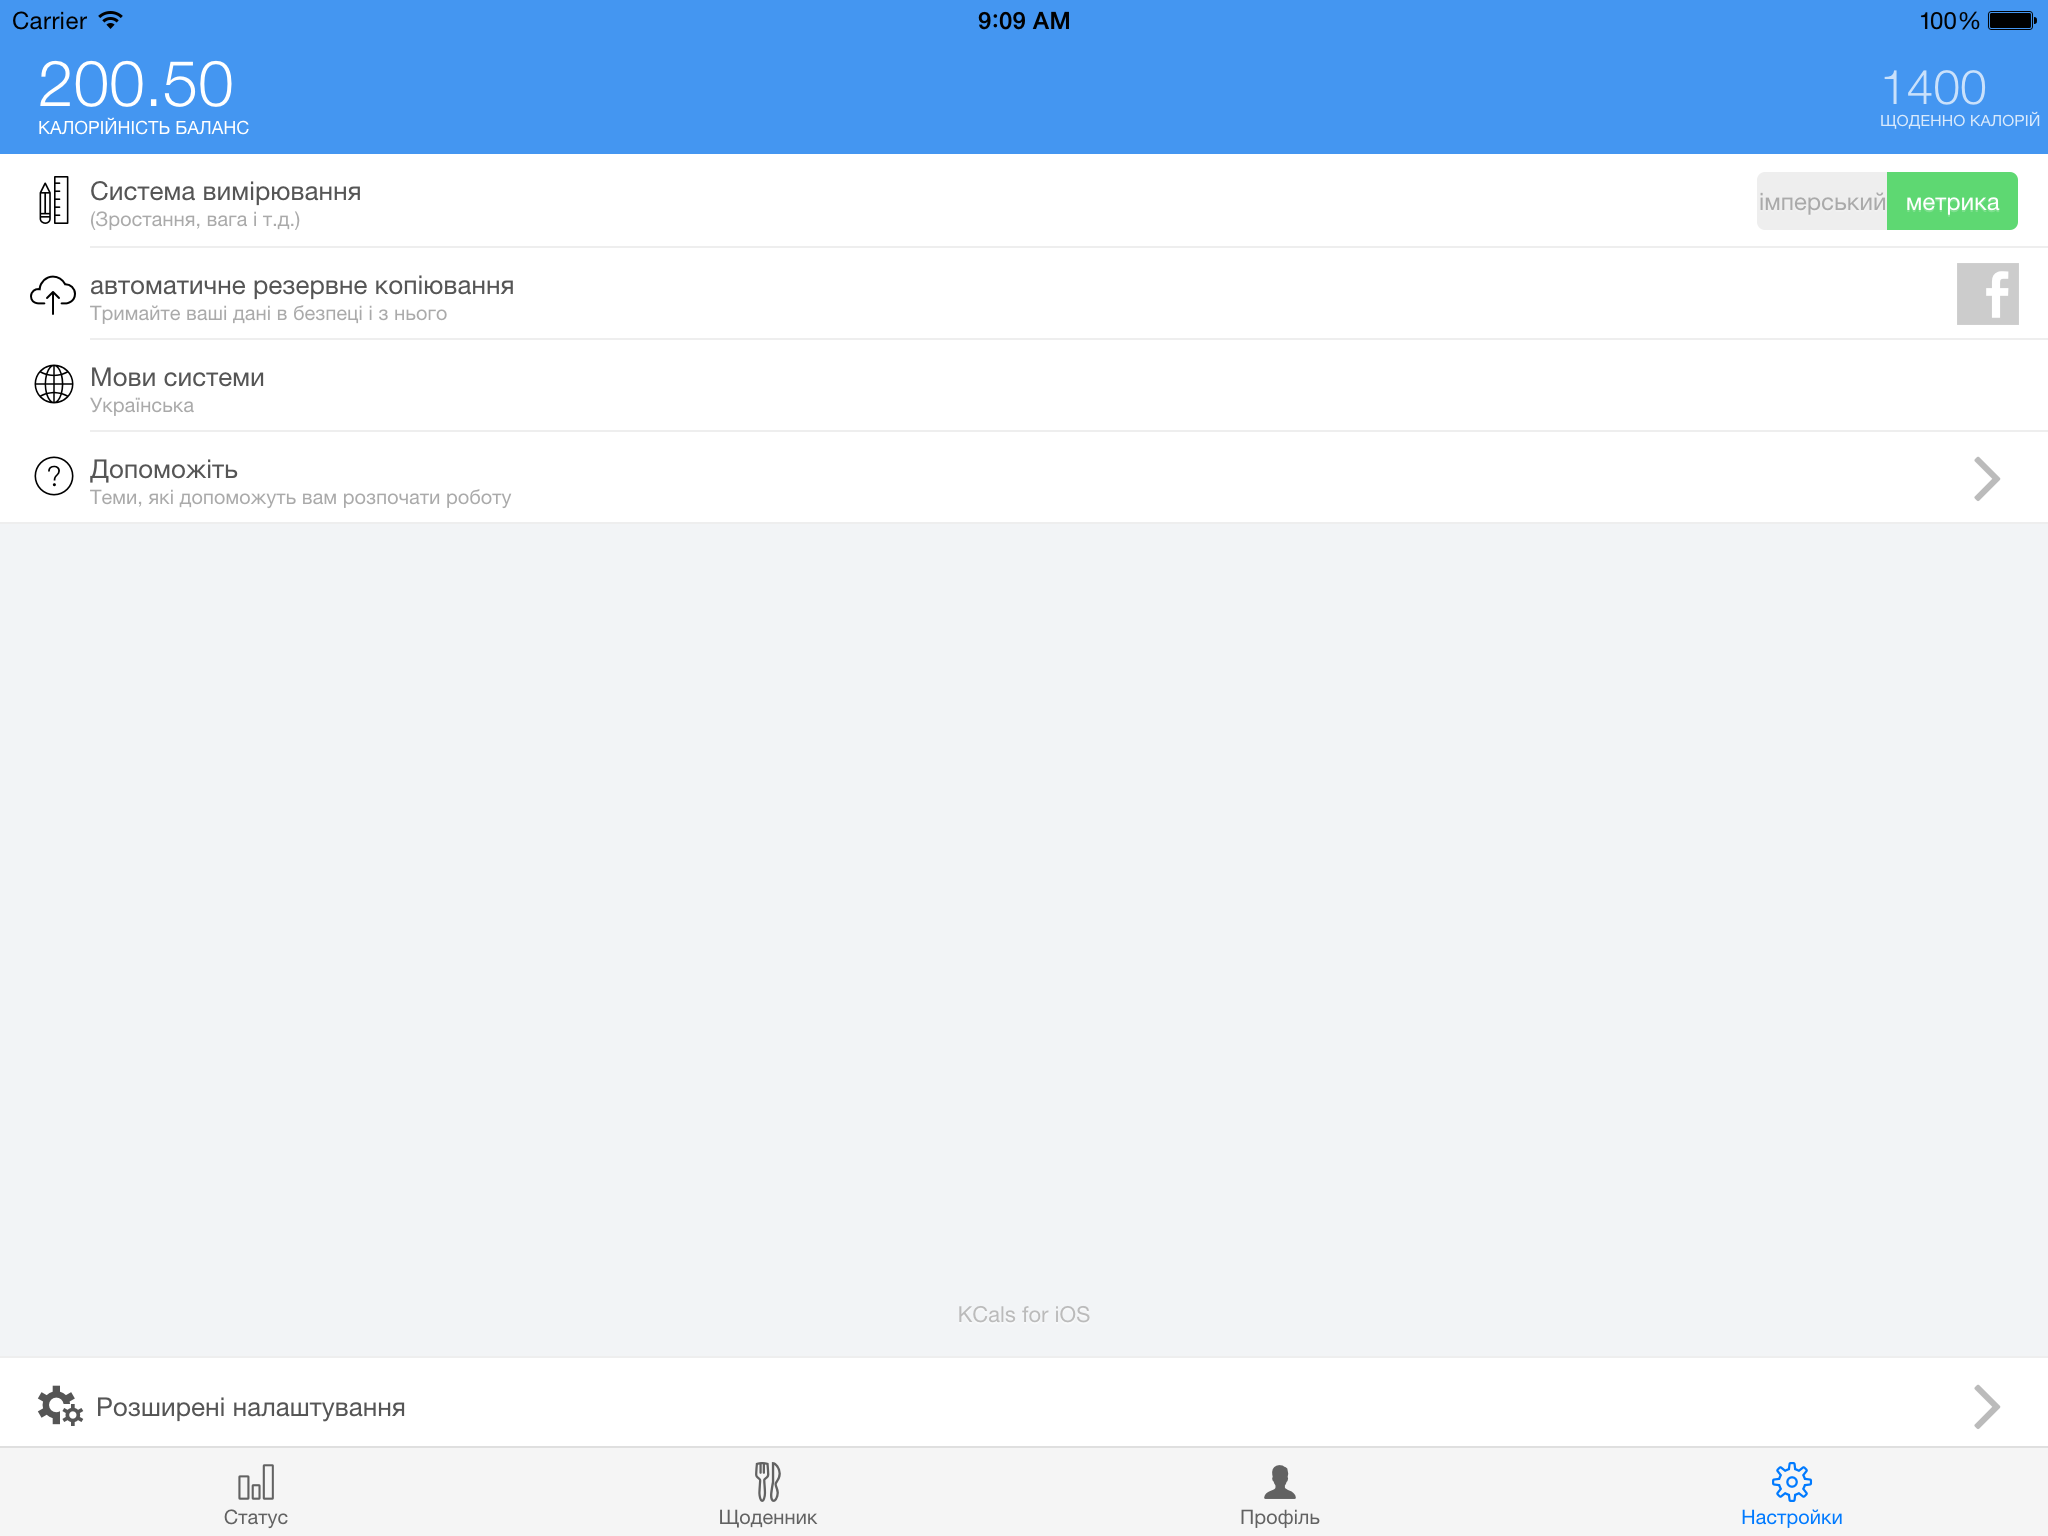 Carrier 9:09 AM 100%
200.50
КАЛОРІЙНІСТЬ БАЛАНС
1400
ЩОДЕННО КАЛОРІЙ
Система вимірювання
(Зростання, вага і т.д.)
імперський метрика
автоматичне резервне копіювання
Тримайте ваші дані в безпеці і з нього
f
Мови системи
Українська
?
Допоможіть
Теми, які допоможуть вам розпочати роботу
KCals for iOS
Розширені налаштування
Статус Щоденник Профіль Настройки